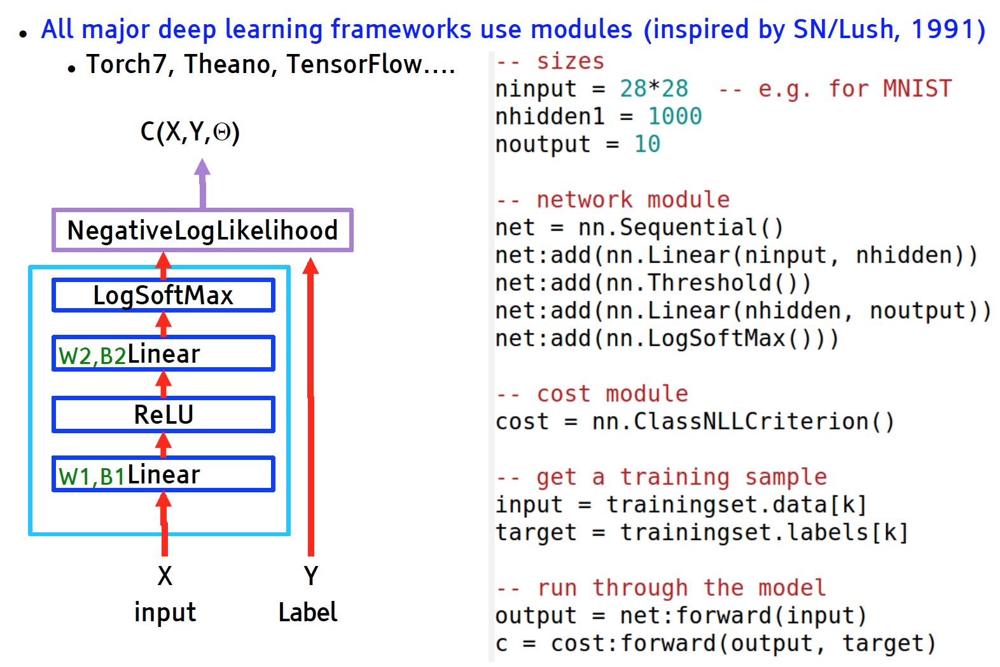 • All major deep learning frameworks use modules (inspired by SN/Lush, 1991)
• Torch7, Theano, TensorFlow....
C(X,Y,Θ)
NegativeLogLikelihood
LogSoftMax
W2,B2Linear
ReLU
W1,B1Linear
X
input
Y
Label
-- sizes
ninput = 28*28  -- e.g. for MNIST
nhidden1 = 1000
noutput = 10
-- network module
net = nn.Sequential()
net:add(nn.Linear(ninput, nhidden))
net:add(nn.Threshold())
net:add(nn.Linear(nhidden, noutput))
net:add(nn.LogSoftMax()))
-- cost module
cost = nn.ClassNLLCriterion()
-- get a training sample
input = trainingset.data[k]
target = trainingset.labels[k]
-- run through the model
output = net:forward(input)
c = cost:forward(output, target)